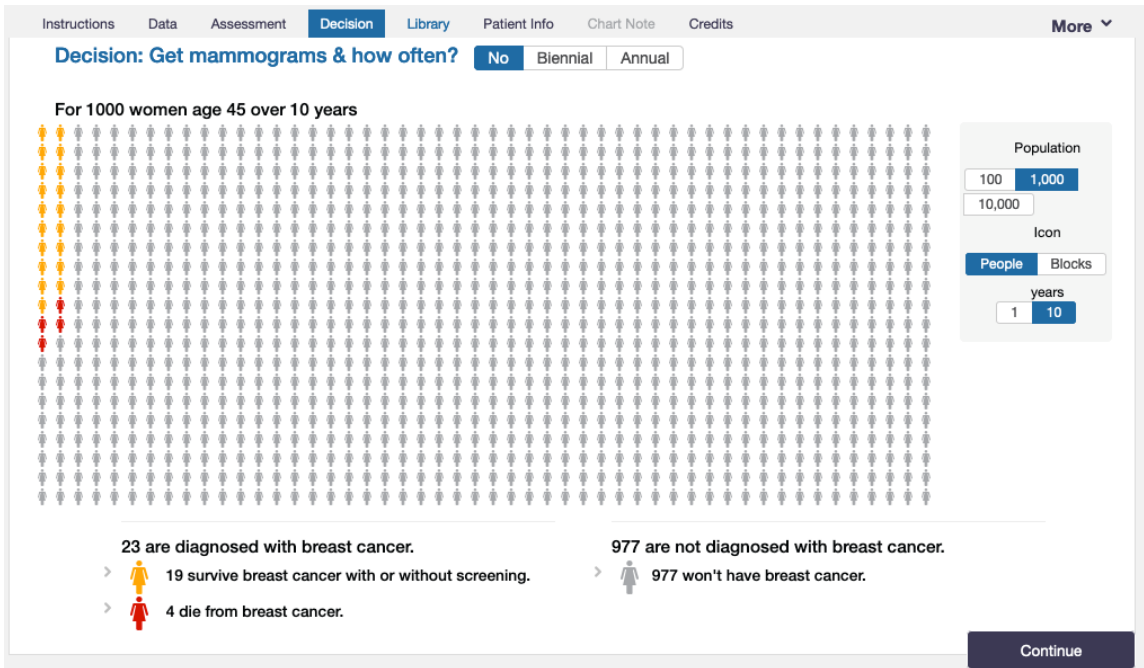 Instructions Data Assessment Decision Library Patient Info Chart Note Credits More
Decision: Get mammograms & how often? No Biennial Annual
For 1000 women age 45 over 10 years
Population
100 1,000
10,000
Icon
People Blocks
years
1 10
23 are diagnosed with breast cancer.
19 survive breast cancer with or without screening.
4 die from breast cancer.
977 are not diagnosed with breast cancer.
977 won't have breast cancer.
Continue